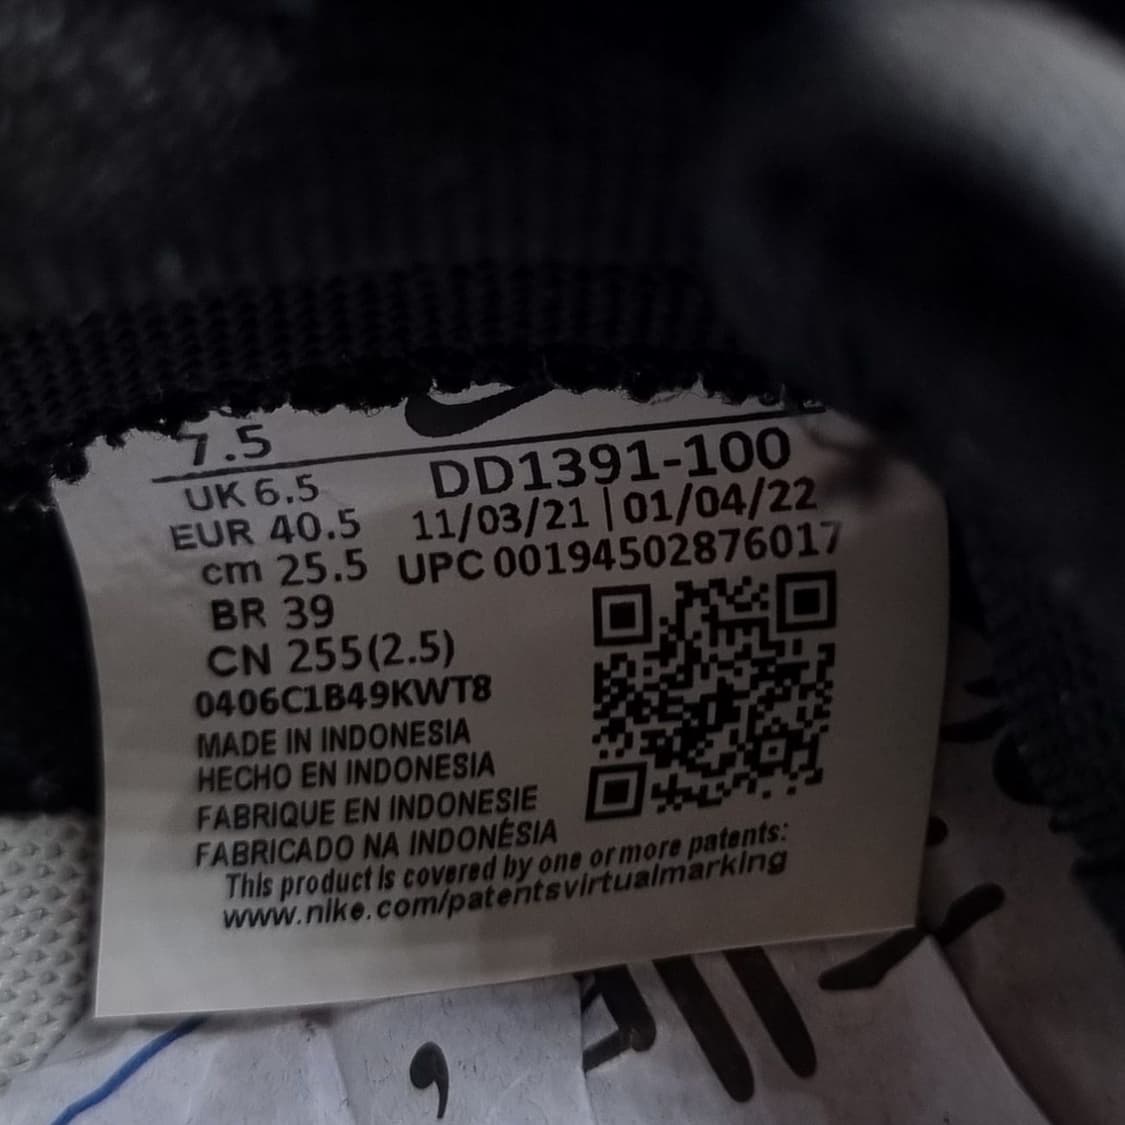 7.5
UK 6.5
DD1391-100
EUR 40.5
11/03/21 | 01/04/22
cm 25.5
UPC 00194502876017
BR 39
CN 255(2.5)
0406C1B49KWT8
MADE IN INDONESIA
HECHO EN INDONESIA
FABRIQUE EN INDONESIE
FABRICADO NA INDONÉSIA
This product is covered by one or more patents:
www.nike.com/patentsvirtualmarking